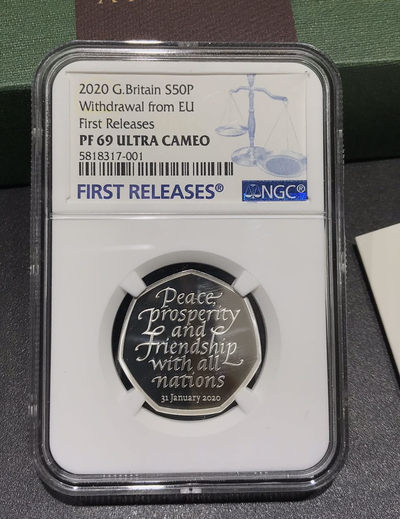 2020 G.Britain S50P
Withdrawal from EU
First Releases
PF 69 ULTRA CAMEO
5818317-001
FIRST RELEASES®
NGC®
Peace,
prosperity
and
friendship
with all
nations
31 January 2020